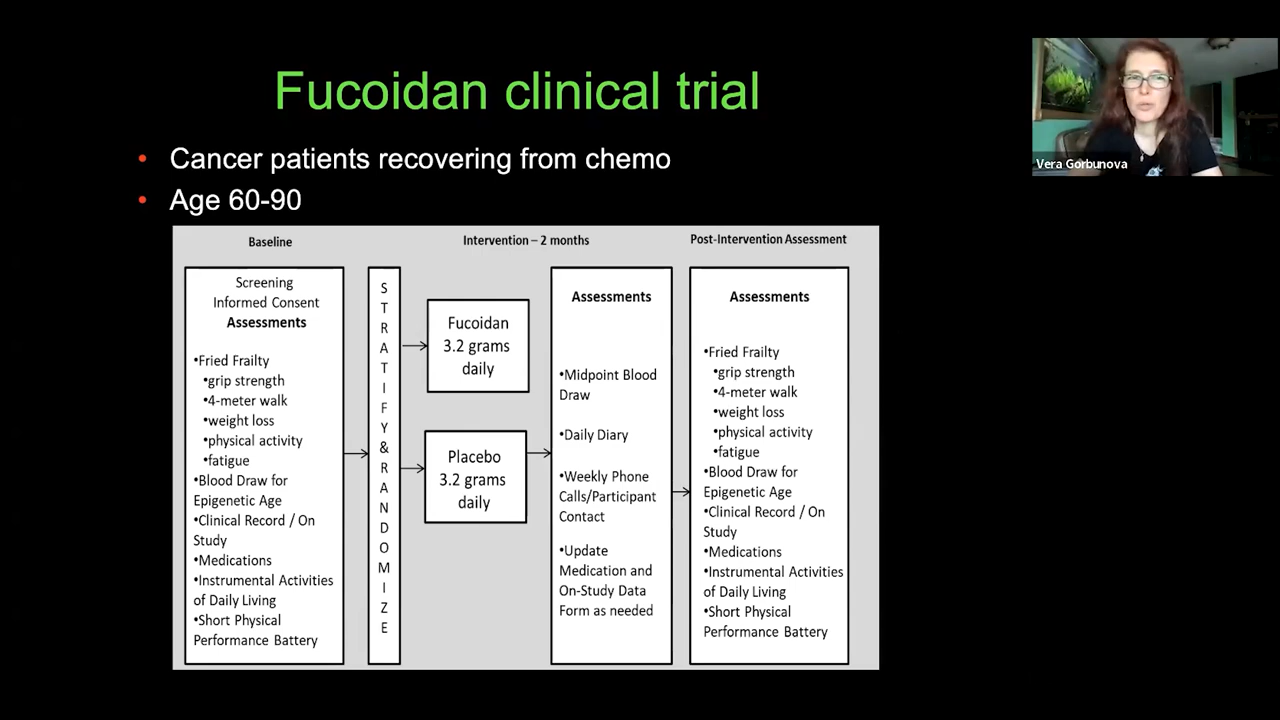 Fucoidan clinical trial
• Cancer patients recovering from chemo
• Age 60-90
Vera Gorbunova
Baseline
Intervention – 2 months
Post-Intervention Assessment
Screening
Informed Consent
Assessments
•Fried Frailty
•grip strength
•4-meter walk
•weight loss
•physical activity
•fatigue
•Blood Draw for
Epigenetic Age
•Clinical Record / On
Study
•Medications
•Instrumental Activities
of Daily Living
•Short Physical
Performance Battery
S
T
R
A
T
I
F
Y
&
R
A
N
D
O
M
I
Z
E
Fucoidan
3.2 grams
daily
Placebo
3.2 grams
daily
Assessments
•Midpoint Blood
Draw
•Daily Diary
•Weekly Phone
Calls/Participant
Contact
•Update
Medication and
On-Study Data
Form as needed
Assessments
•Fried Frailty
•grip strength
•4-meter walk
•weight loss
•physical activity
•fatigue
•Blood Draw for
Epigenetic Age
•Clinical Record / On
Study
•Medications
•Instrumental Activities
of Daily Living
•Short Physical
Performance Battery